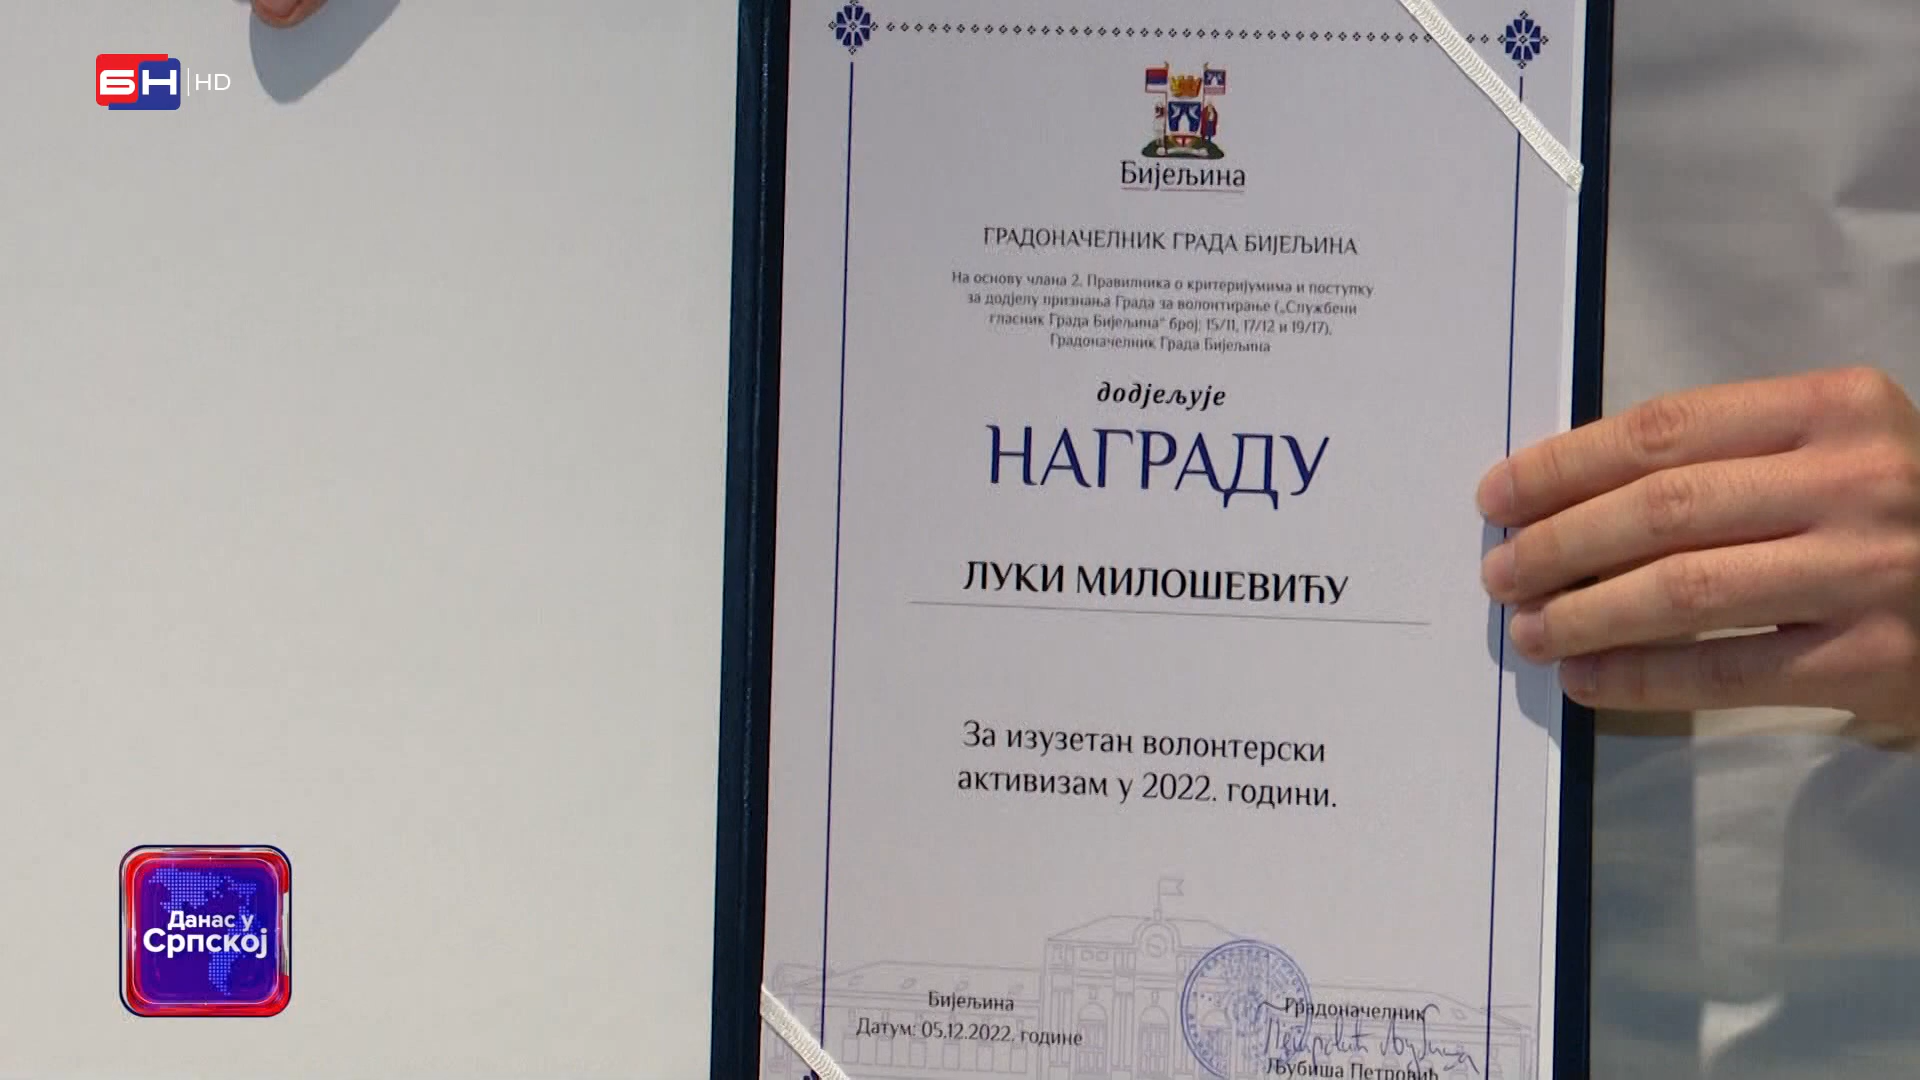 БН HD
Бијељина
ГРАДОНАЧЕЛНИК ГРАДА БИЈЕЉИНА
На основу члана 2. Правилника о критеријумима и поступку
за додјелу признања Града за волонтирање („Службени
гласник Града Бијељина“ број: 15/11, 17/12 и 19/17),
Градоначелник Града Бијељина
додјељује
НАГРАДУ
ЛУКИ МИЛОШЕВИЋУ
За изузетан волонтерски
активизам у 2022. години.
Данас у
Српској
Бијељина
Датум: 05.12.2022. године
Градоначелник
Петровић Љубиша
Љубиша Петровић